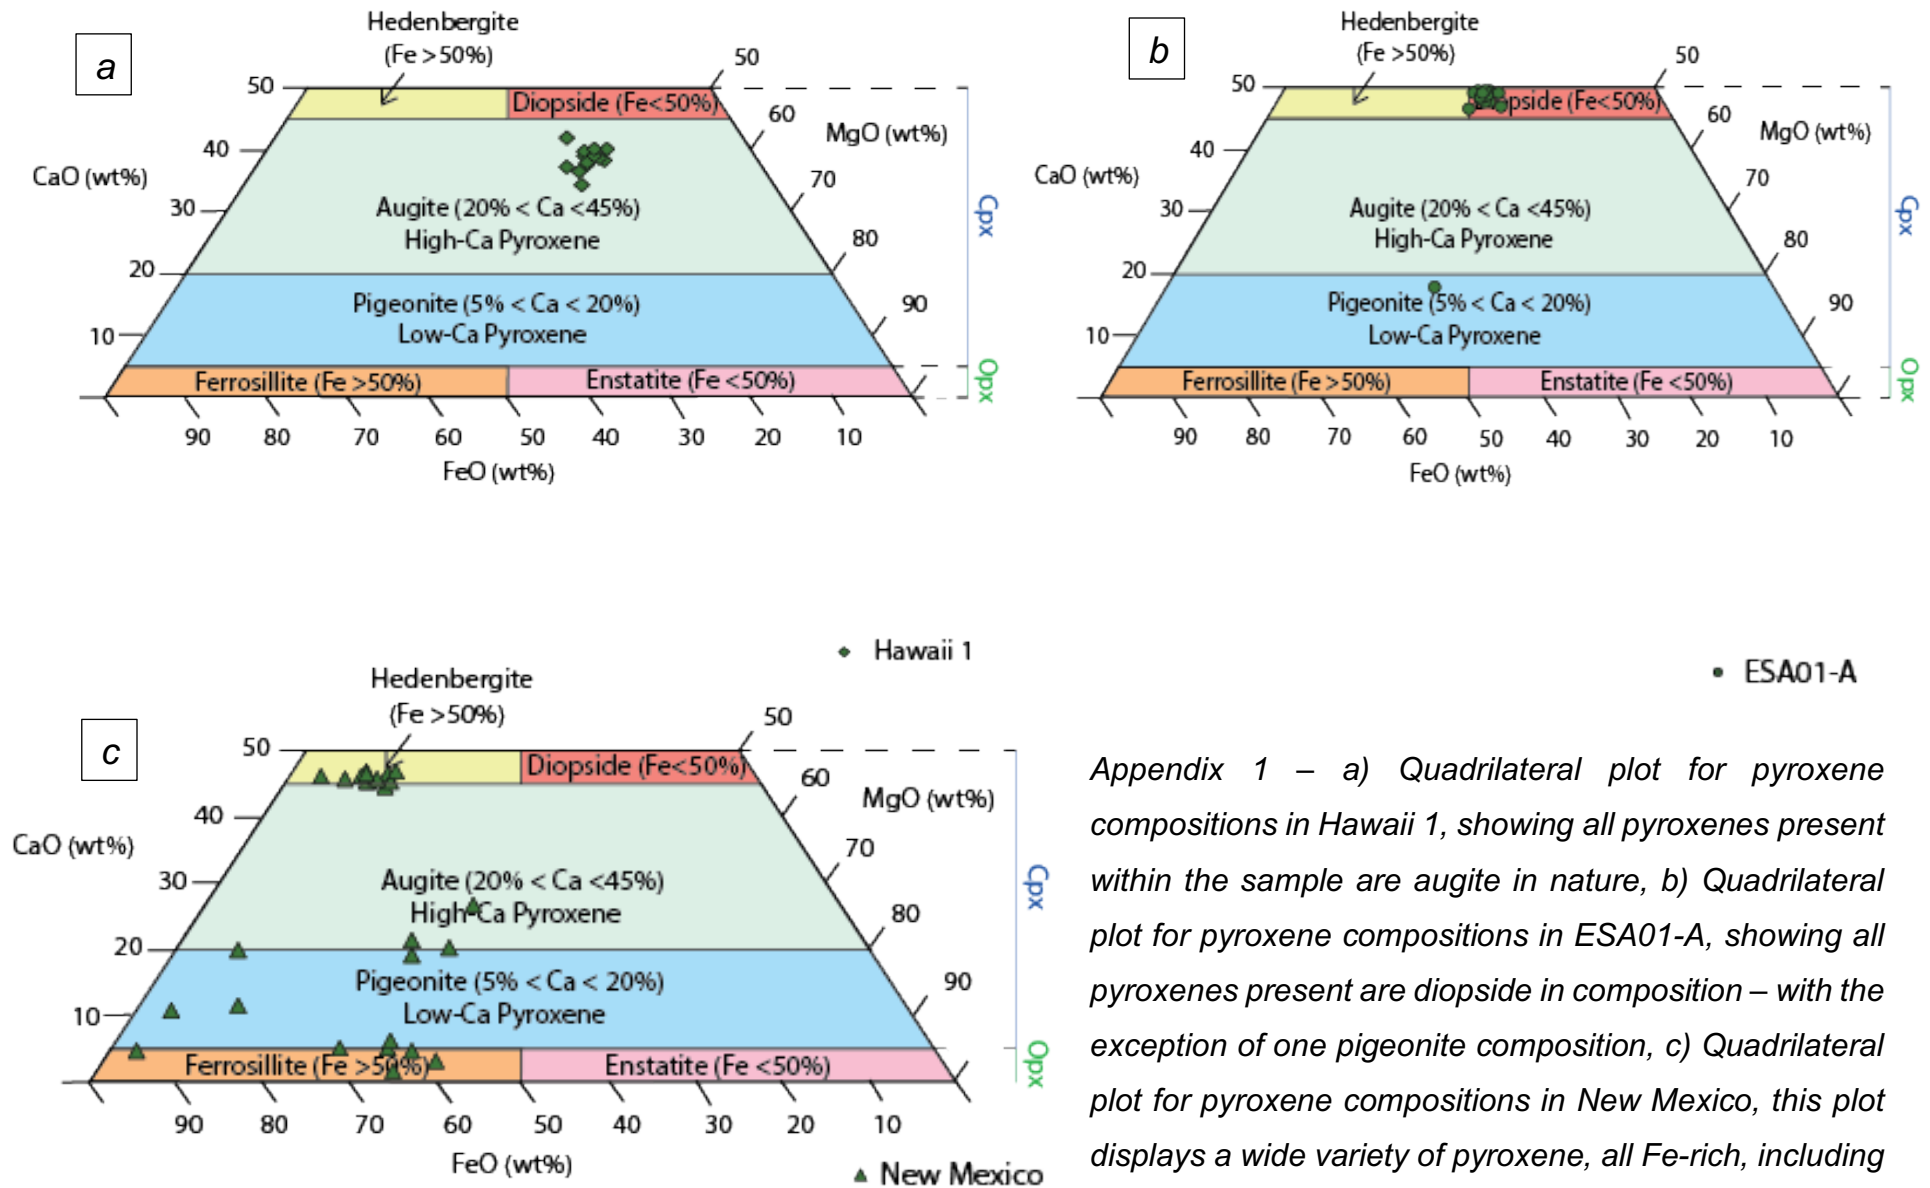 a
Hedenbergite
(Fe >50%)
50
50
Diopside (Fe<50%)
60
MgO (wt%)
40
CaO (wt%)
70
30
Augite (20% < Ca <45%)
High-Ca Pyroxene
80
20
Pigeonite (5% < Ca < 20%)
Low-Ca Pyroxene
90
10
Ferrosillite (Fe >50%)
Enstatite (Fe <50%)
Cpx
Opx
90 80 70 60 50 40 30 20 10
FeO (wt%)
Hawaii 1
b
Hedenbergite
(Fe >50%)
50
50
pside (Fe<50%)
60
MgO (wt%)
40
CaO (wt%)
70
30
Augite (20% < Ca <45%)
High-Ca Pyroxene
80
20
Pigeonite (5% < Ca < 20%)
Low-Ca Pyroxene
90
10
Ferrosillite (Fe >50%)
Enstatite (Fe <50%)
Cpx
Opx
90 80 70 60 50 40 30 20 10
FeO (wt%)
ESA01-A
c
Hedenbergite
(Fe >50%)
50
50
Diopside (Fe<50%)
60
MgO (wt%)
40
CaO (wt%)
70
30
Augite (20% < Ca <45%)
High-Ca Pyroxene
80
20
Pigeonite (5% < Ca < 20%)
Low-Ca Pyroxene
90
10
Ferrosillite (Fe >50%)
Enstatite (Fe <50%)
Cpx
Opx
90 80 70 60 50 40 30 20 10
FeO (wt%)
New Mexico
Appendix 1 – a) Quadrilateral plot for pyroxene
compositions in Hawaii 1, showing all pyroxenes present
within the sample are augite in nature, b) Quadrilateral
plot for pyroxene compositions in ESA01-A, showing all
pyroxenes present are diopside in composition – with the
exception of one pigeonite composition, c) Quadrilateral
plot for pyroxene compositions in New Mexico, this plot
displays a wide variety of pyroxene, all Fe-rich, including